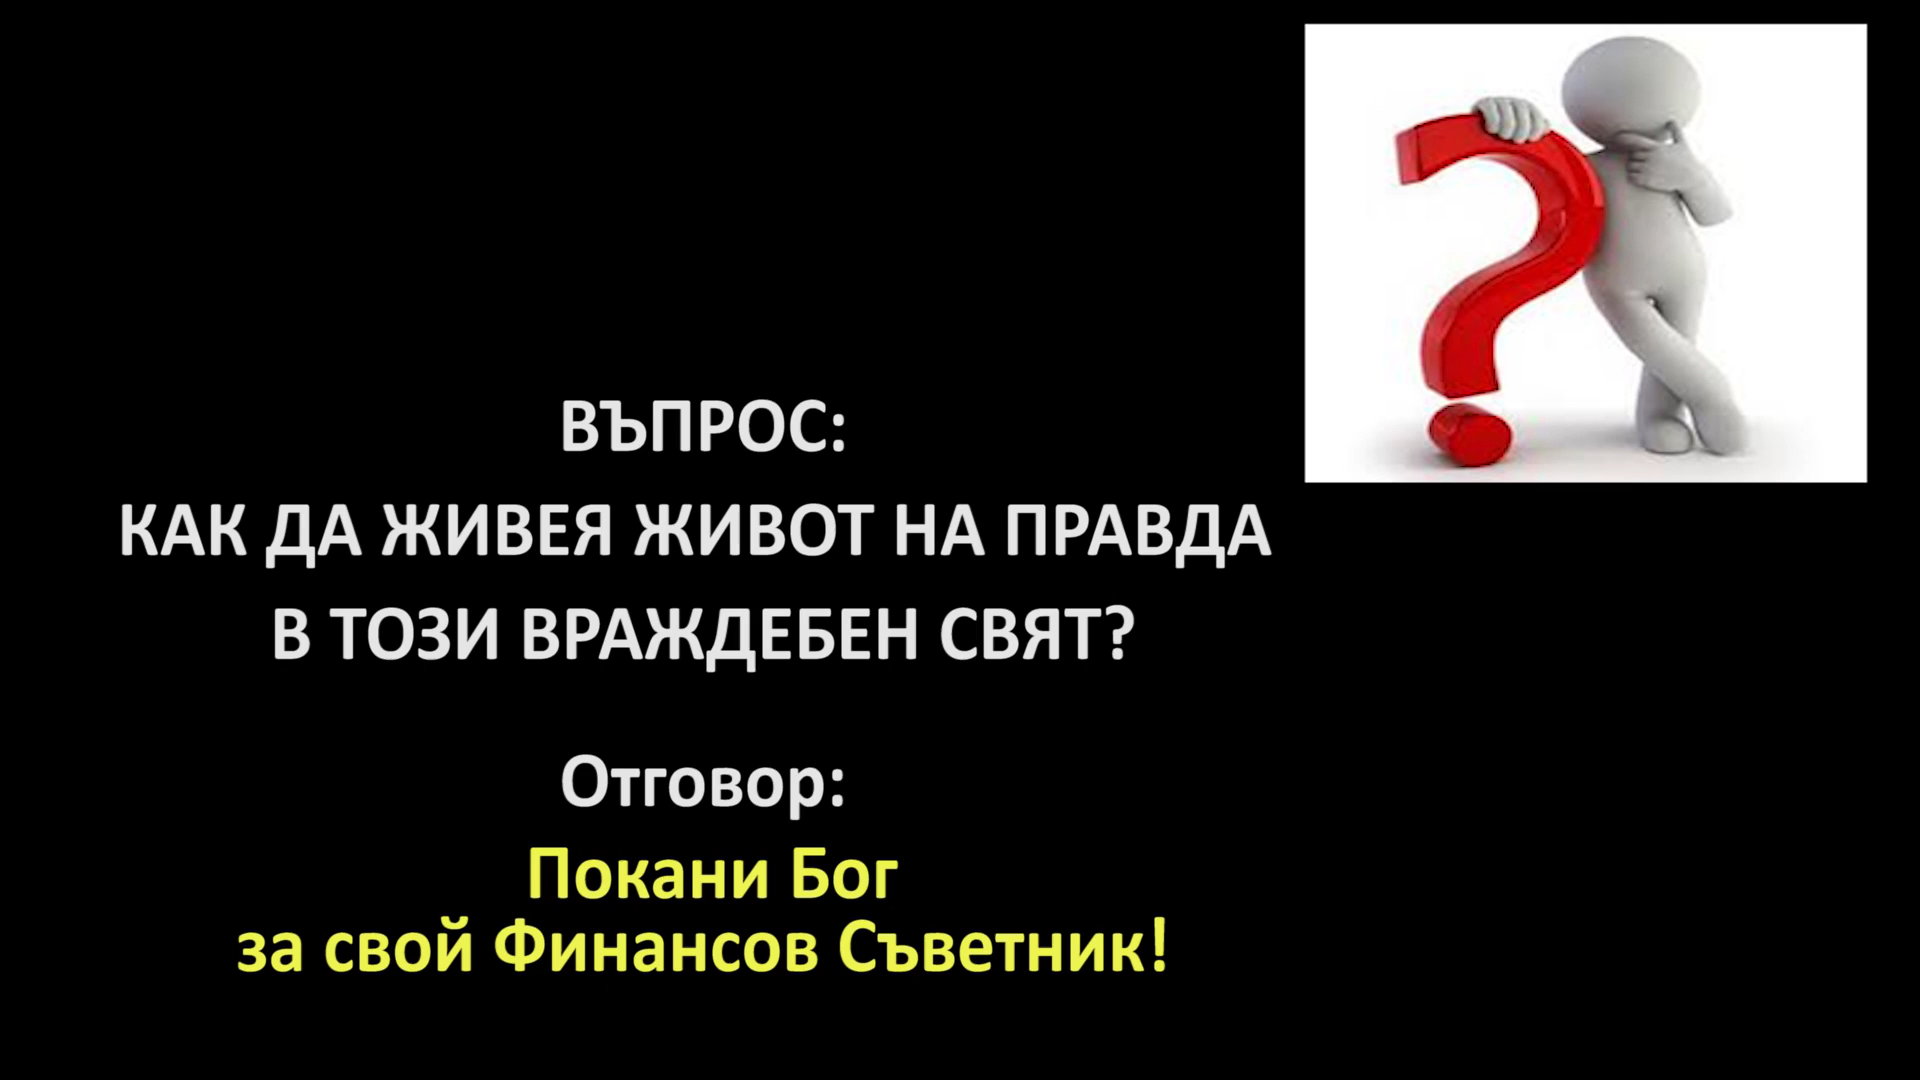 ВЪПРОС:
КАК ДА ЖИВЕЯ ЖИВОТ НА ПРАВДА
В ТОЗИ ВРАЖДЕБЕН СВЯТ?
Отговор:
Покани Бог
за свой Финансов Съветник!